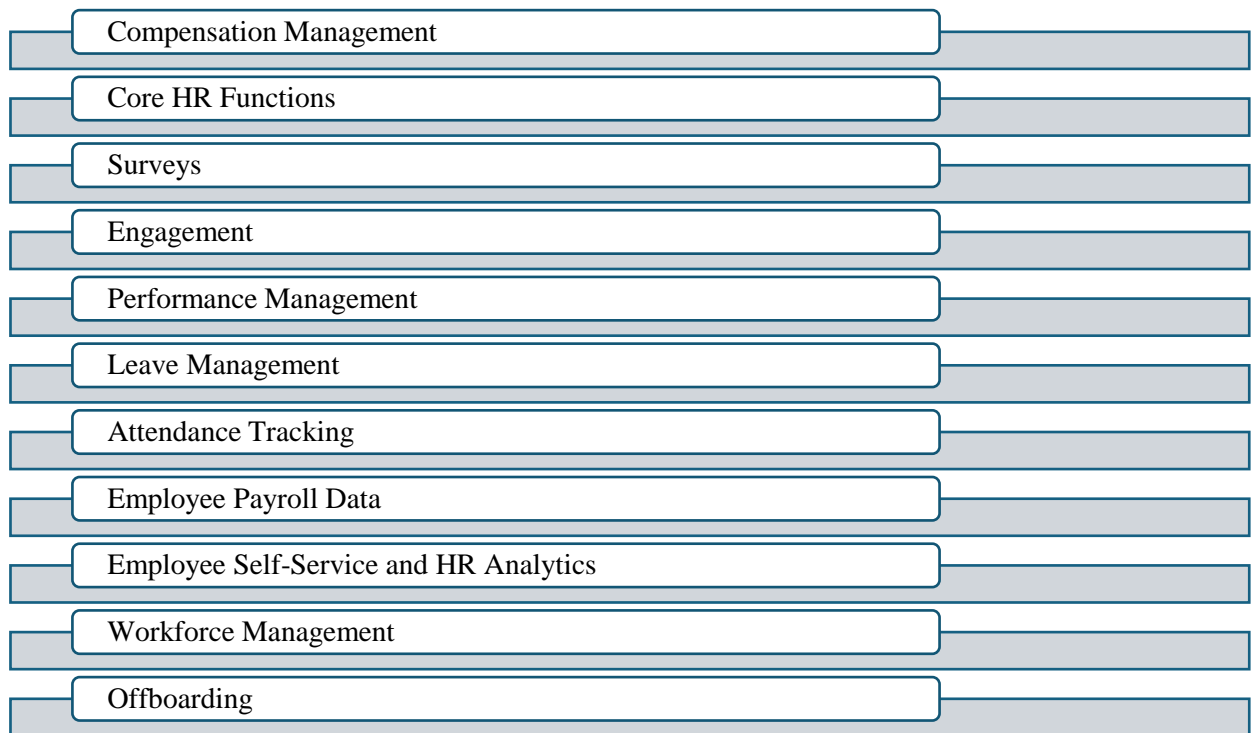 Compensation Management
Core HR Functions
Surveys
Engagement
Performance Management
Leave Management
Attendance Tracking
Employee Payroll Data
Employee Self-Service and HR Analytics
Workforce Management
Offboarding